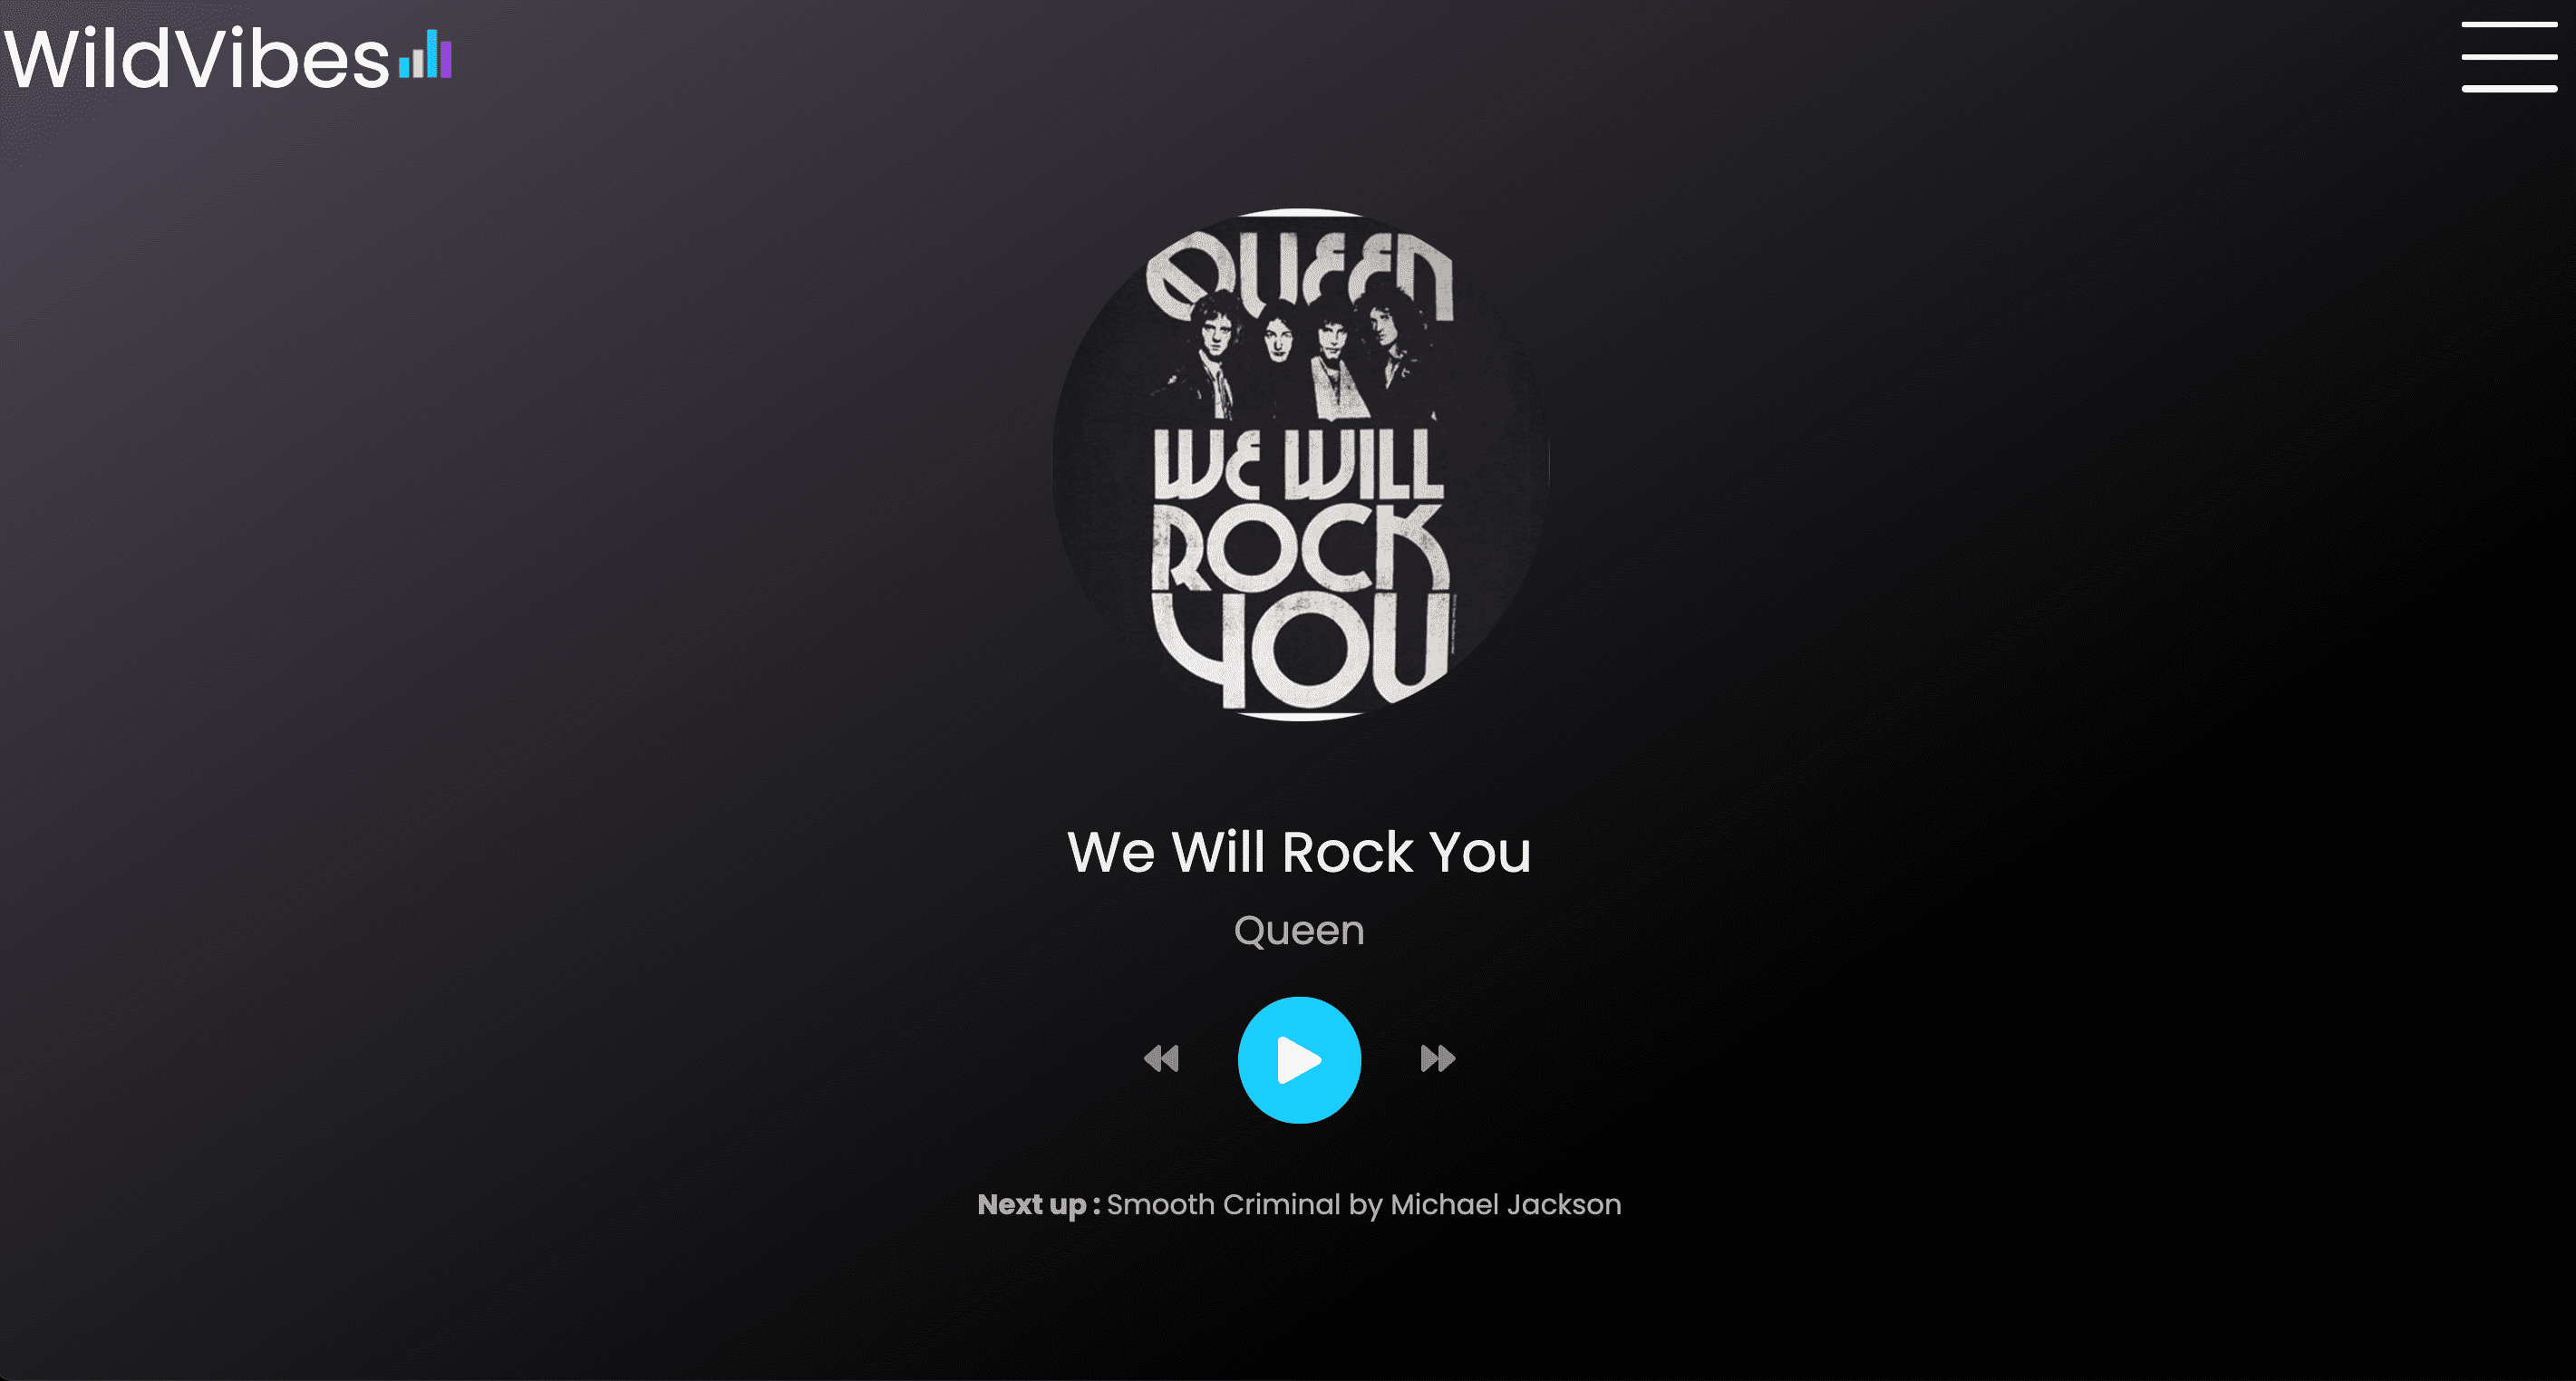 WildVibes
QUEEN
WE WILL
ROCK
YOU
We Will Rock You
Queen
Next up : Smooth Criminal by Michael Jackson